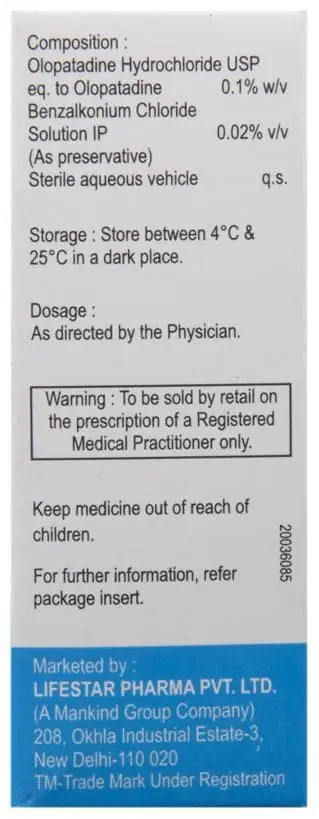 Composition :
Olopatadine Hydrochloride USP
eq. to Olopatadine 0.1% w/v
Benzalkonium Chloride
Solution IP 0.02% v/v
(As preservative)
Sterile aqueous vehicle q.s.
Storage : Store between 4°C &
25°C in a dark place.
Dosage :
As directed by the Physician.
Warning : To be sold by retail on
the prescription of a Registered
Medical Practitioner only.
Keep medicine out of reach of
children.
For further information, refer
package insert.
20036085
Marketed by :
LIFESTAR PHARMA PVT. LTD.
(A Mankind Group Company)
208, Okhla Industrial Estate-3,
New Delhi-110 020
TM-Trade Mark Under Registration